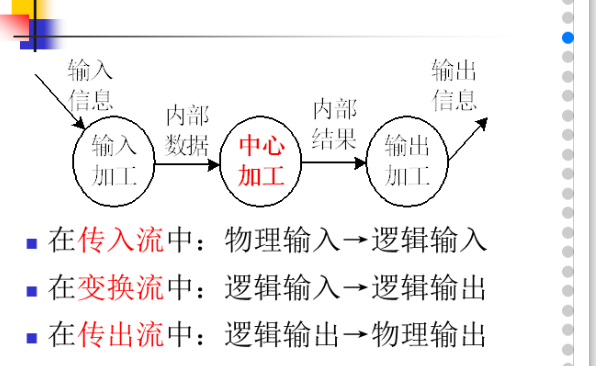 输入
信息
输出
信息
内部
数据
内部
结果
输入
加工
中心
加工
输出
加工
在传入流中：物理输入→逻辑输入
在变换流中：逻辑输入→逻辑输出
在传出流中：逻辑输出→物理输出